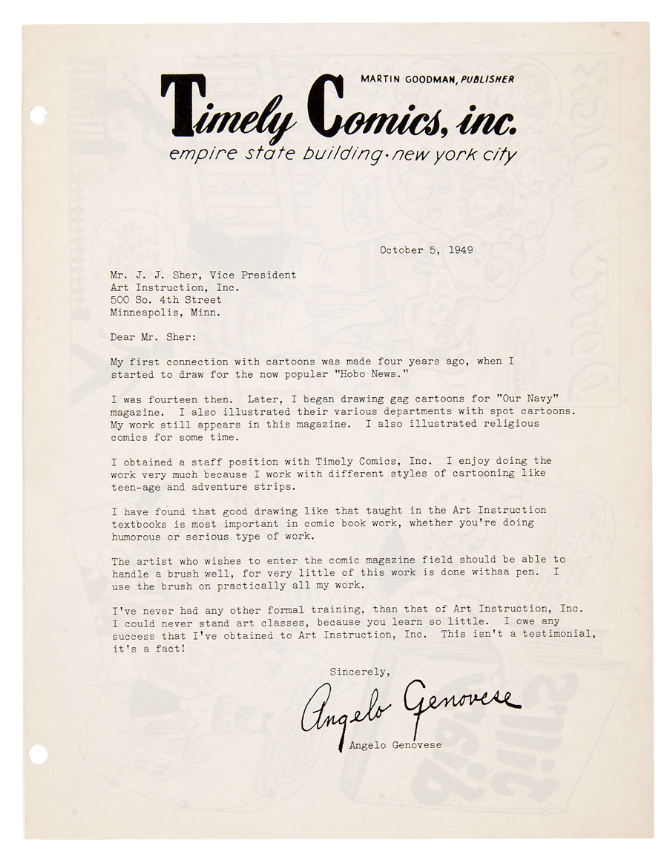 MARTIN GOODMAN, PUBLISHER
Timely Comics, inc.
empire state building · new york city
October 5, 1949
Mr. J. J. Sher, Vice President
Art Instruction, Inc.
500 So. 4th Street
Minneapolis, Minn.
Dear Mr. Sher:
My first connection with cartoons was made four years ago, when I
started to draw for the now popular "Hobo News."
I was fourteen then. Later, I began drawing gag cartoons for "Our Navy"
magazine. I also illustrated their various departments with spot cartoons.
My work still appears in this magazine. I also illustrated religious
comics for some time.
I obtained a staff position with Timely Comics, Inc. I enjoy doing the
work very much because I work with different styles of cartooning like
teen-age and adventure strips.
I have found that good drawing like that taught in the Art Instruction
textbooks is most important in comic book work, whether you're doing
humorous or serious type of work.
The artist who wishes to enter the comic magazine field should be able to
handle a brush well, for very little of this work is done withaa pen. I
use the brush on practically all my work.
I've never had any other formal training, than that of Art Instruction, Inc.
I could never stand art classes, because you learn so little. I owe any
success that I've obtained to Art Instruction, Inc. This isn't a testimonial,
it's a fact!
Sincerely,
Angelo Genovese
Angelo Genovese